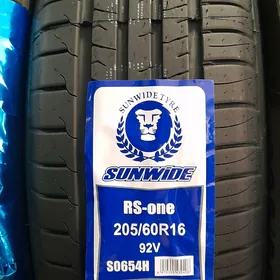 SUNWIDE TYRE
SUNWIDE
RS-one
205/60R16
92V
S0654H